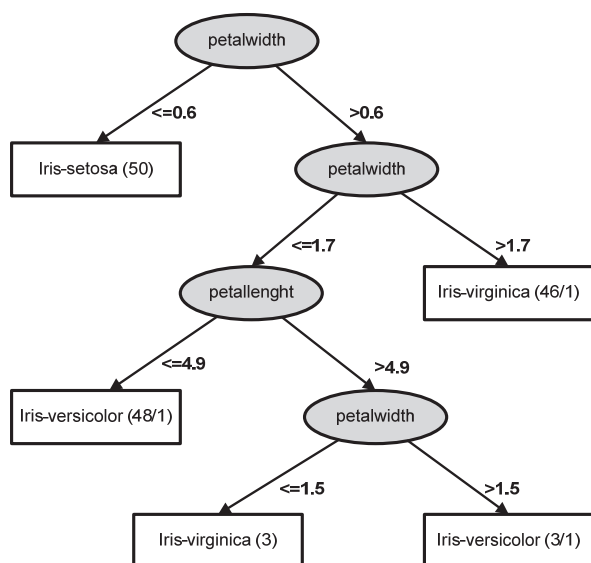 petalwidth
<=0.6
>0.6
Iris-setosa (50)
petalwidth
<=1.7
>1.7
petallenght
Iris-virginica (46/1)
<=4.9
>4.9
Iris-versicolor (48/1)
petalwidth
<=1.5
>1.5
Iris-virginica (3)
Iris-versicolor (3/1)